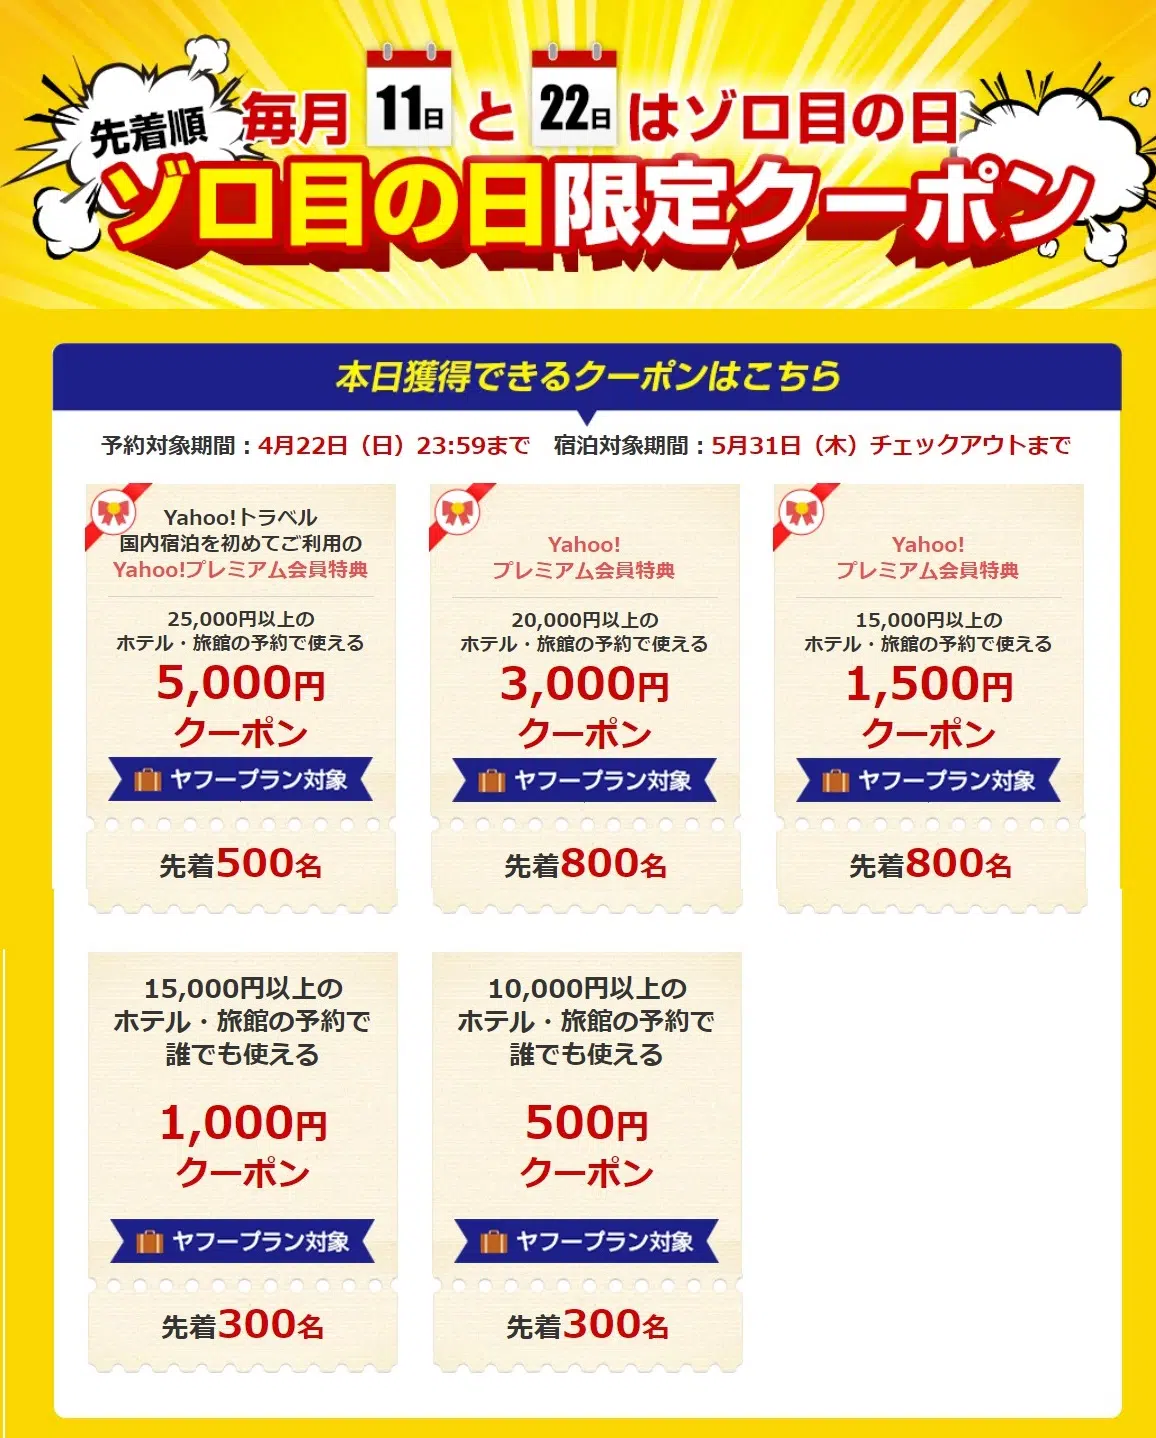 先着順
毎月 11日 と 22日 はゾロ目の日
ゾロ目の日限定クーポン
本日獲得できるクーポンはこちら
予約対象期間：4月22日（日）23:59まで　宿泊対象期間：5月31日（木）チェックアウトまで
Yahoo!トラベル
国内宿泊を初めてご利用の
Yahoo!プレミアム会員特典
25,000円以上の
ホテル・旅館の予約で使える
5,000円
クーポン
ヤフープラン対象
先着500名
Yahoo!
プレミアム会員特典
20,000円以上の
ホテル・旅館の予約で使える
3,000円
クーポン
ヤフープラン対象
先着800名
Yahoo!
プレミアム会員特典
15,000円以上の
ホテル・旅館の予約で使える
1,500円
クーポン
ヤフープラン対象
先着800名
15,000円以上の
ホテル・旅館の予約で
誰でも使える
1,000円
クーポン
ヤフープラン対象
先着300名
10,000円以上の
ホテル・旅館の予約で
誰でも使える
500円
クーポン
ヤフープラン対象
先着300名